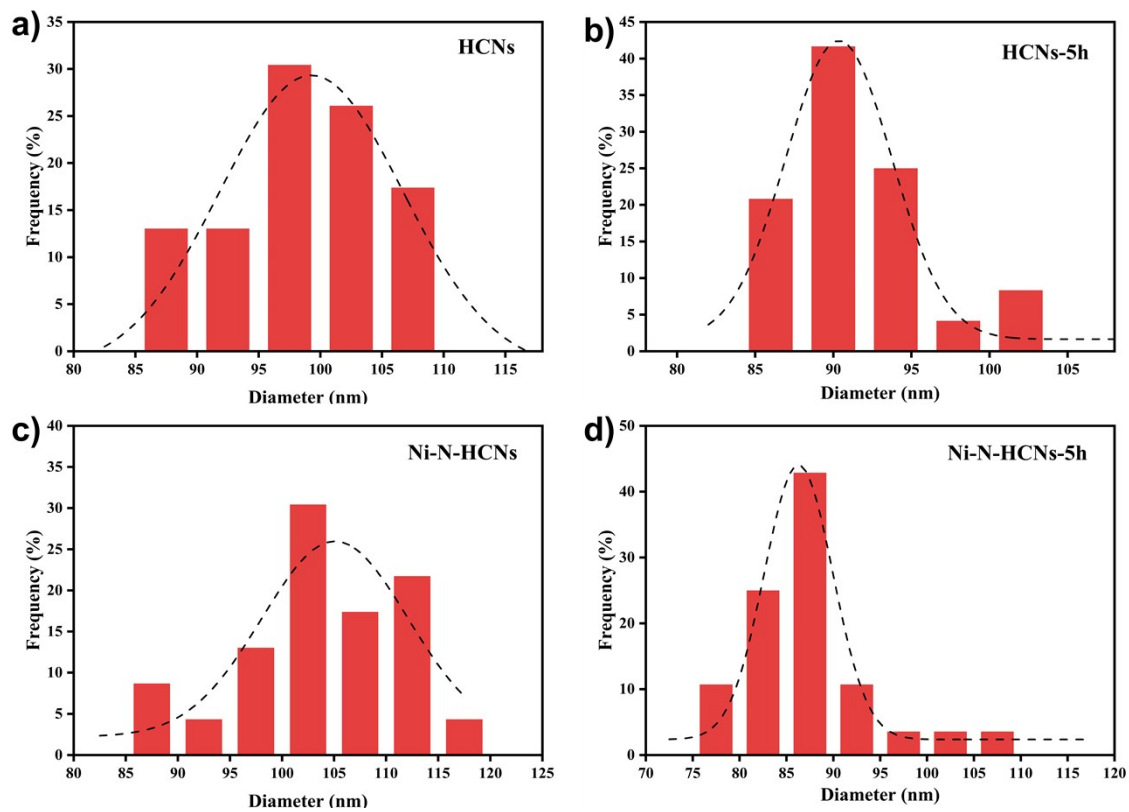 a)
HCNs
Frequency (%)
35
30
25
20
15
10
5
0
80 85 90 95 100 105 110 115
Diameter (nm)
b)
HCNs-5h
Frequency (%)
45
40
35
30
25
20
15
10
5
0
80 85 90 95 100 105
Diameter (nm)
c)
Ni-N-HCNs
Frequency (%)
40
35
30
25
20
15
10
5
0
80 85 90 95 100 105 110 115 120 125
Diameter (nm)
d)
Ni-N-HCNs-5h
Frequency (%)
50
40
30
20
10
0
70 75 80 85 90 95 100 105 110 115 120
Diameter (nm)